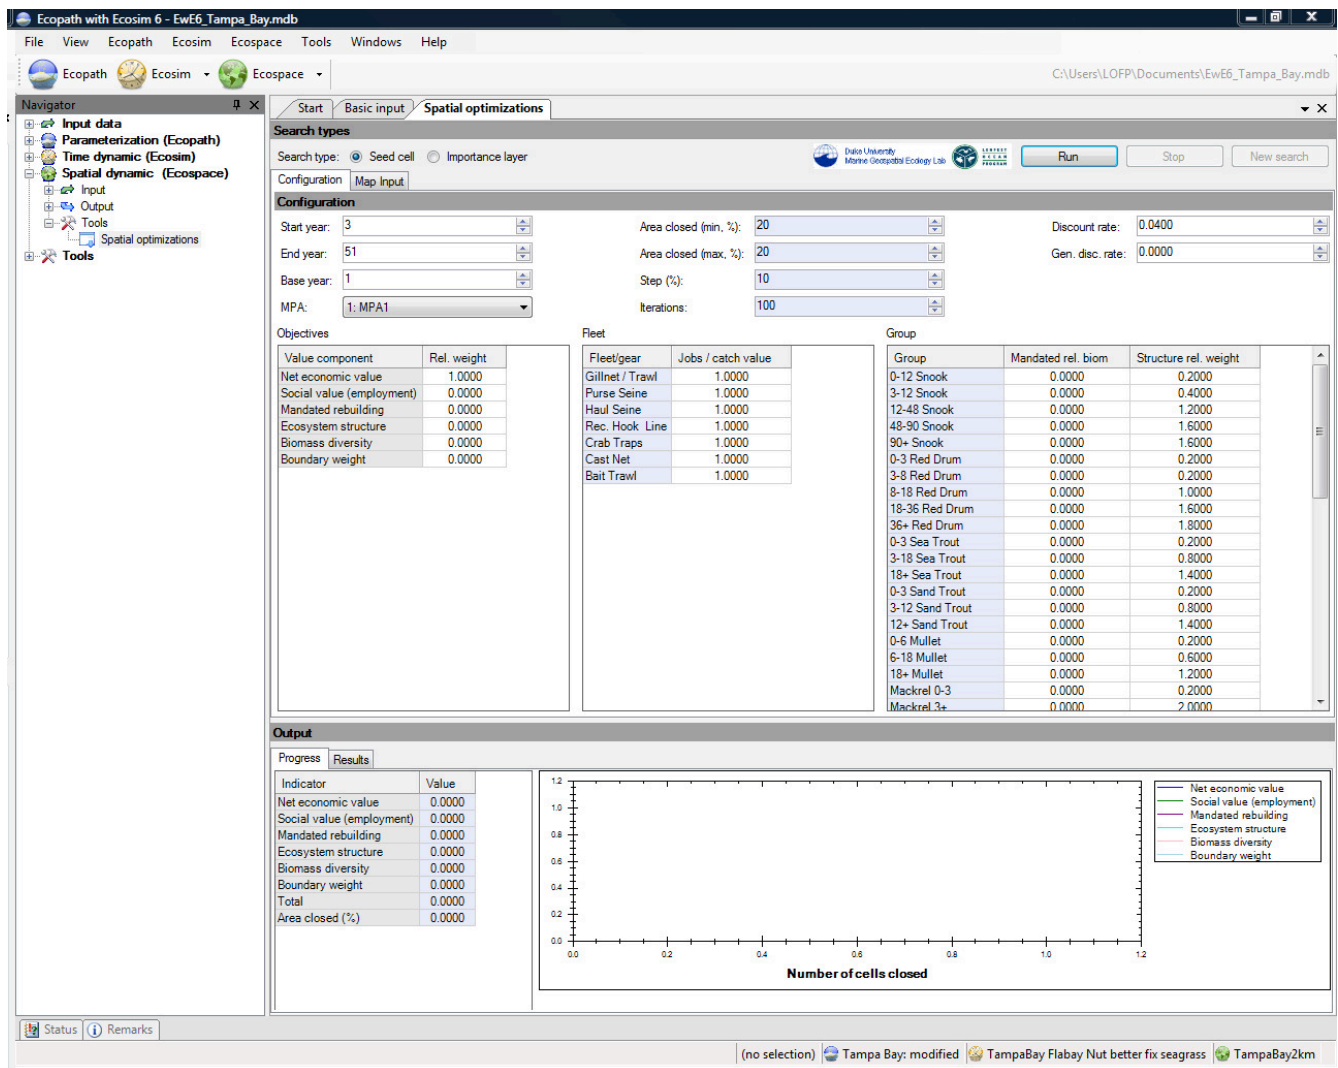 Ecopath with Ecosim 6 - EwE6_Tampa_Bay.mdb
File View Ecopath Ecosim Ecospace Tools Windows Help
Ecopath Ecosim Ecospace C:\Users\LOFP\Documents\EwE6_Tampa_Bay.mdb
Navigator
Input data
Parameterization (Ecopath)
Time dynamic (Ecosim)
Spatial dynamic (Ecospace)
Input
Output
Tools
Spatial optimizations
Tools
Start Basic input Spatial optimizations
Search types
Search type: Seed cell Importance layer
Duke University
Marine Geospatial Ecology Lab
LENFEST
OCEAN
PROGRAM
Run Stop New search
Configuration Map Input
Configuration
Start year: 3 Area closed (min, %): 20 Discount rate: 0.0400
End year: 51 Area closed (max, %): 20 Gen. disc. rate: 0.0000
Base year: 1 Step (%): 10
MPA: 1: MPA1 Iterations: 100
Objectives
Value component Rel. weight
Net economic value 1.0000
Social value (employment) 0.0000
Mandated rebuilding 0.0000
Ecosystem structure 0.0000
Biomass diversity 0.0000
Boundary weight 0.0000
Fleet
Fleet/gear Jobs / catch value
Gillnet / Trawl 1.0000
Purse Seine 1.0000
Haul Seine 1.0000
Rec. Hook Line 1.0000
Crab Traps 1.0000
Cast Net 1.0000
Bait Trawl 1.0000
Group
Group Mandated rel. biom Structure rel. weight
0-12 Snook 0.0000 0.2000
3-12 Snook 0.0000 0.4000
12-48 Snook 0.0000 1.2000
48-90 Snook 0.0000 1.6000
90+ Snook 0.0000 1.6000
0-3 Red Drum 0.0000 0.2000
3-8 Red Drum 0.0000 0.2000
8-18 Red Drum 0.0000 1.0000
18-36 Red Drum 0.0000 1.6000
36+ Red Drum 0.0000 1.8000
0-3 Sea Trout 0.0000 0.2000
3-18 Sea Trout 0.0000 0.8000
18+ Sea Trout 0.0000 1.4000
0-3 Sand Trout 0.0000 0.2000
3-12 Sand Trout 0.0000 0.8000
12+ Sand Trout 0.0000 1.4000
0-6 Mullet 0.0000 0.2000
6-18 Mullet 0.0000 0.6000
18+ Mullet 0.0000 1.2000
Mackrel 0-3 0.0000 0.2000
Mackrel 3+ 0.0000 2.0000
Output
Progress Results
Indicator Value
Net economic value 0.0000
Social value (employment) 0.0000
Mandated rebuilding 0.0000
Ecosystem structure 0.0000
Biomass diversity 0.0000
Boundary weight 0.0000
Total 0.0000
Area closed (%) 0.0000
1.2
1.0
0.8
0.6
0.4
0.2
0.0
0.0 0.2 0.4 0.6 0.8 1.0 1.2
Number of cells closed
Net economic value
Social value (employment)
Mandated rebuilding
Ecosystem structure
Biomass diversity
Boundary weight
Status Remarks
(no selection) Tampa Bay: modified TampaBay Flabay Nut better fix seagrass TampaBay2km